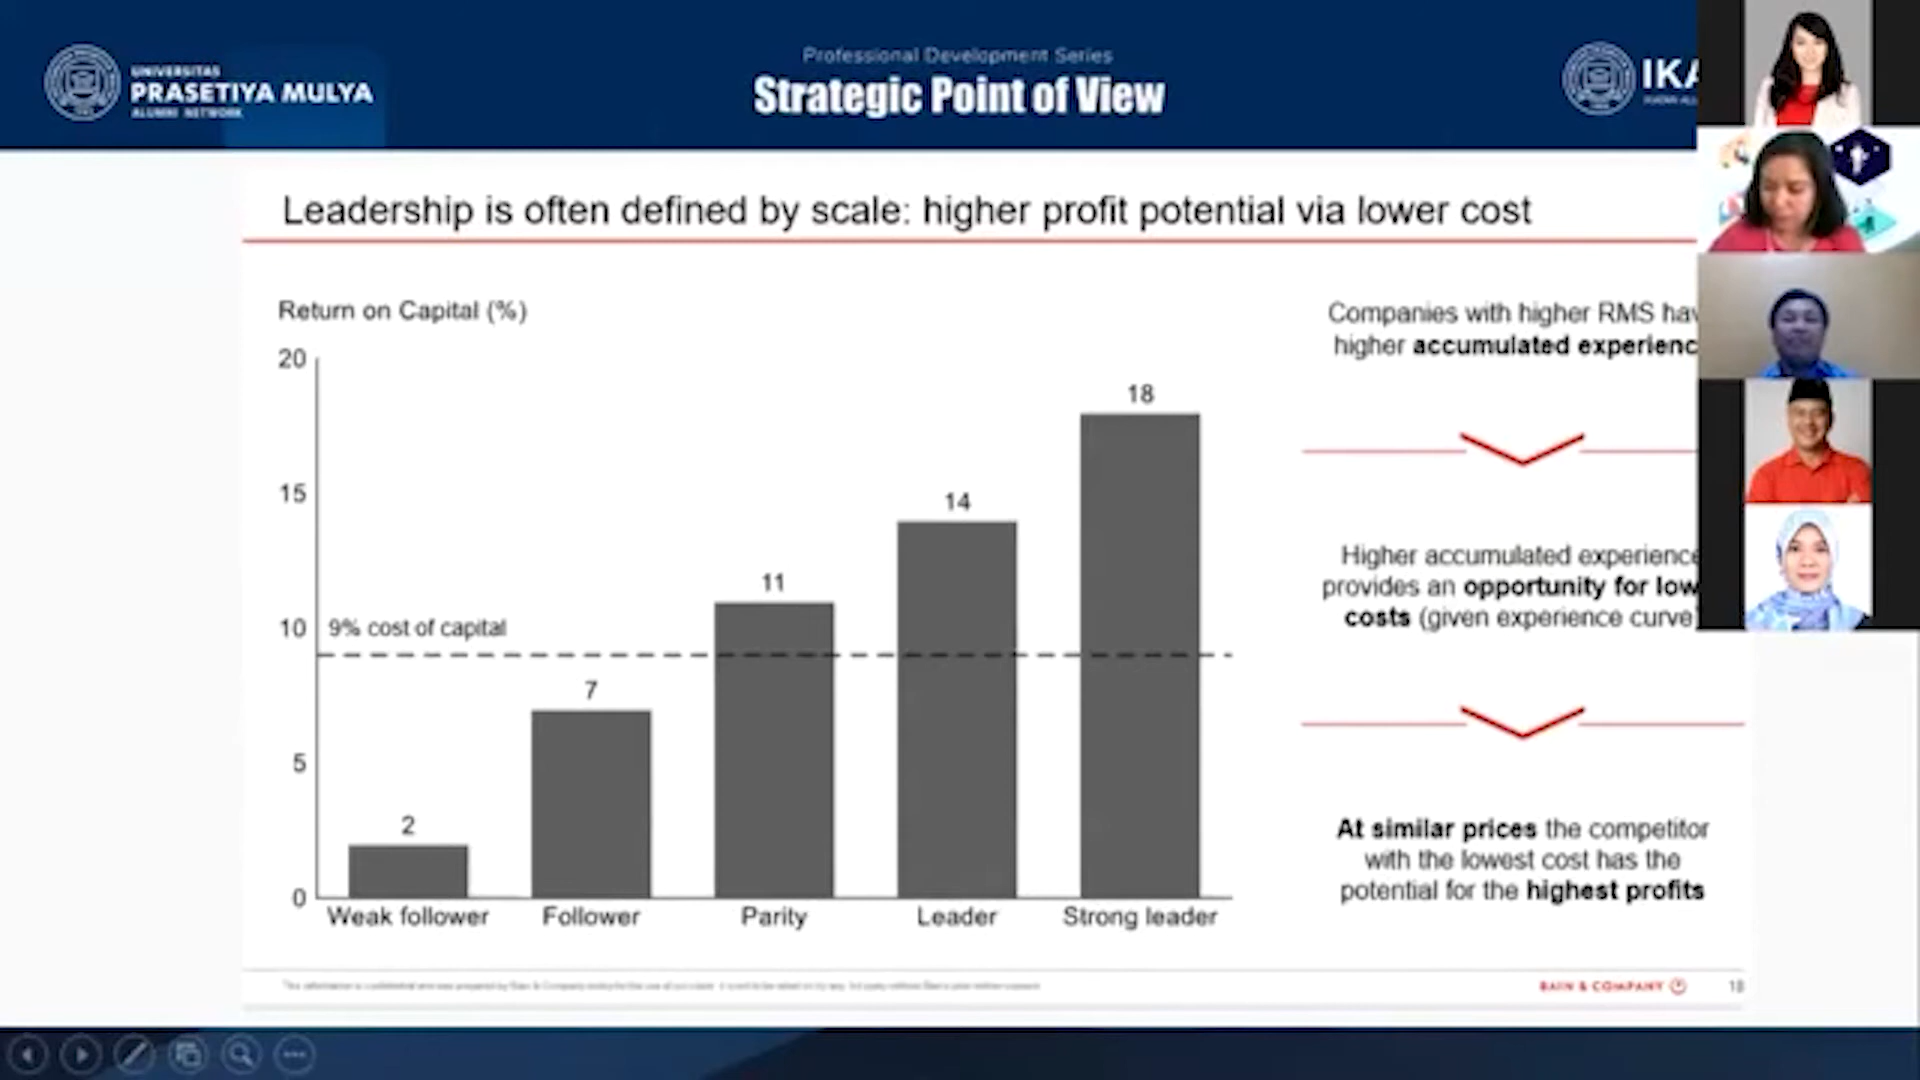 UNIVERSITAS
PRASETIYA MULYA
ALUMNI NETWORK
Professional Development Series
Strategic Point of View
IKA
Leadership is often defined by scale: higher profit potential via lower cost
Return on Capital (%)
20
15
10
5
0
9% cost of capital
2
7
11
14
18
Weak follower
Follower
Parity
Leader
Strong leader
Companies with higher RMS hav
higher accumulated experienc
Higher accumulated experience
provides an opportunity for low
costs (given experience curve)
At similar prices the competitor
with the lowest cost has the
potential for the highest profits
BAIN & COMPANY
18